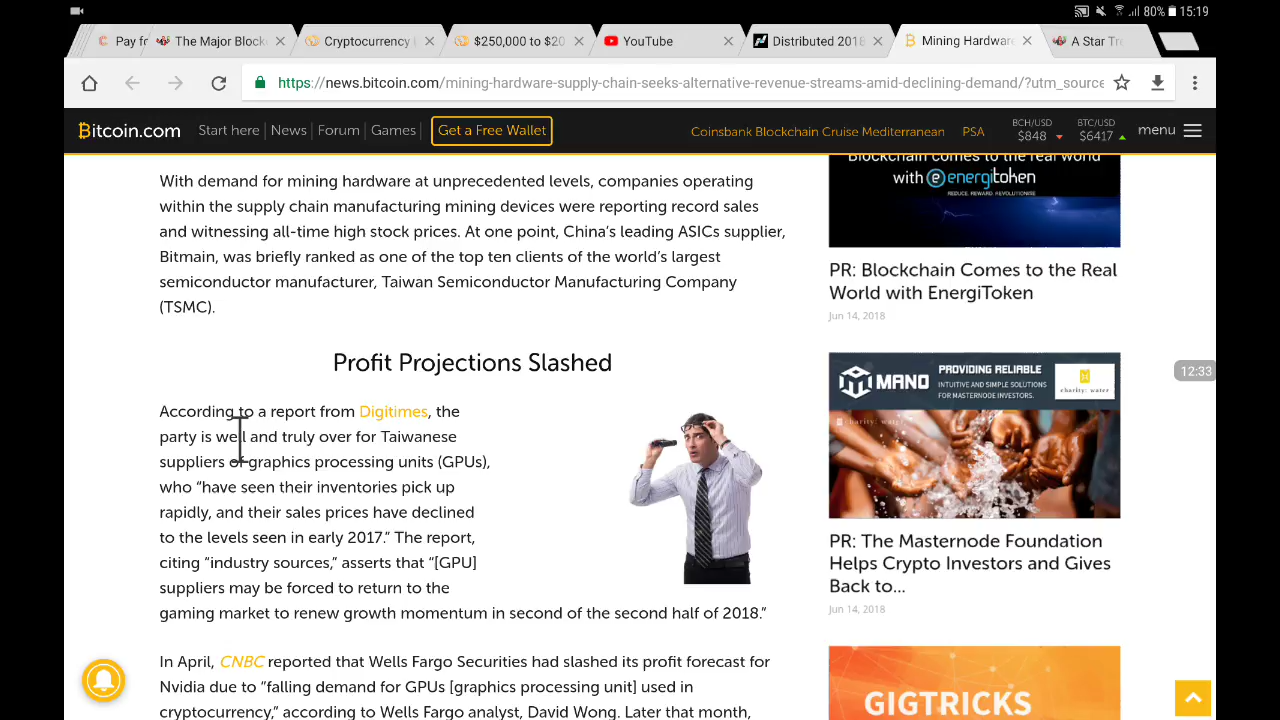 80% 15:19
Pay fo
The Major Block
Cryptocurrency
$250,000 to $20
YouTube
Distributed 2018
Mining Hardware
A Star Tre
https://news.bitcoin.com/mining-hardware-supply-chain-seeks-alternative-revenue-streams-amid-declining-demand/?utm_source
Bitcoin.com
Start here
News
Forum
Games
Get a Free Wallet
Coinsbank Blockchain Cruise Mediterranean
PSA
BCH/USD
$848
BTC/USD
$6417
menu
With demand for mining hardware at unprecedented levels, companies operating
within the supply chain manufacturing mining devices were reporting record sales
and witnessing all-time high stock prices. At one point, China’s leading ASICs supplier,
Bitmain, was briefly ranked as one of the top ten clients of the world’s largest
semiconductor manufacturer, Taiwan Semiconductor Manufacturing Company
(TSMC).
Profit Projections Slashed
According to a report from Digitimes, the
party is well and truly over for Taiwanese
suppliers of graphics processing units (GPUs),
who “have seen their inventories pick up
rapidly, and their sales prices have declined
to the levels seen in early 2017.” The report,
citing “industry sources,” asserts that “[GPU]
suppliers may be forced to return to the
gaming market to renew growth momentum in second of the second half of 2018.”
In April, CNBC reported that Wells Fargo Securities had slashed its profit forecast for
Nvidia due to “falling demand for GPUs [graphics processing unit] used in
cryptocurrency,” according to Wells Fargo analyst, David Wong. Later that month,
Blockchain comes to the real world
with energitoken
REDUCE. REWARD. REVOLUTIONISE.
PR: Blockchain Comes to the Real
World with EnergiToken
Jun 14, 2018
MANO
PROVIDING RELIABLE
INTUITIVE AND SIMPLE SOLUTIONS
FOR MASTERNODE INVESTORS.
charity: water
charity: water
PR: The Masternode Foundation
Helps Crypto Investors and Gives
Back to...
Jun 14, 2018
GIGTRICKS
12:33